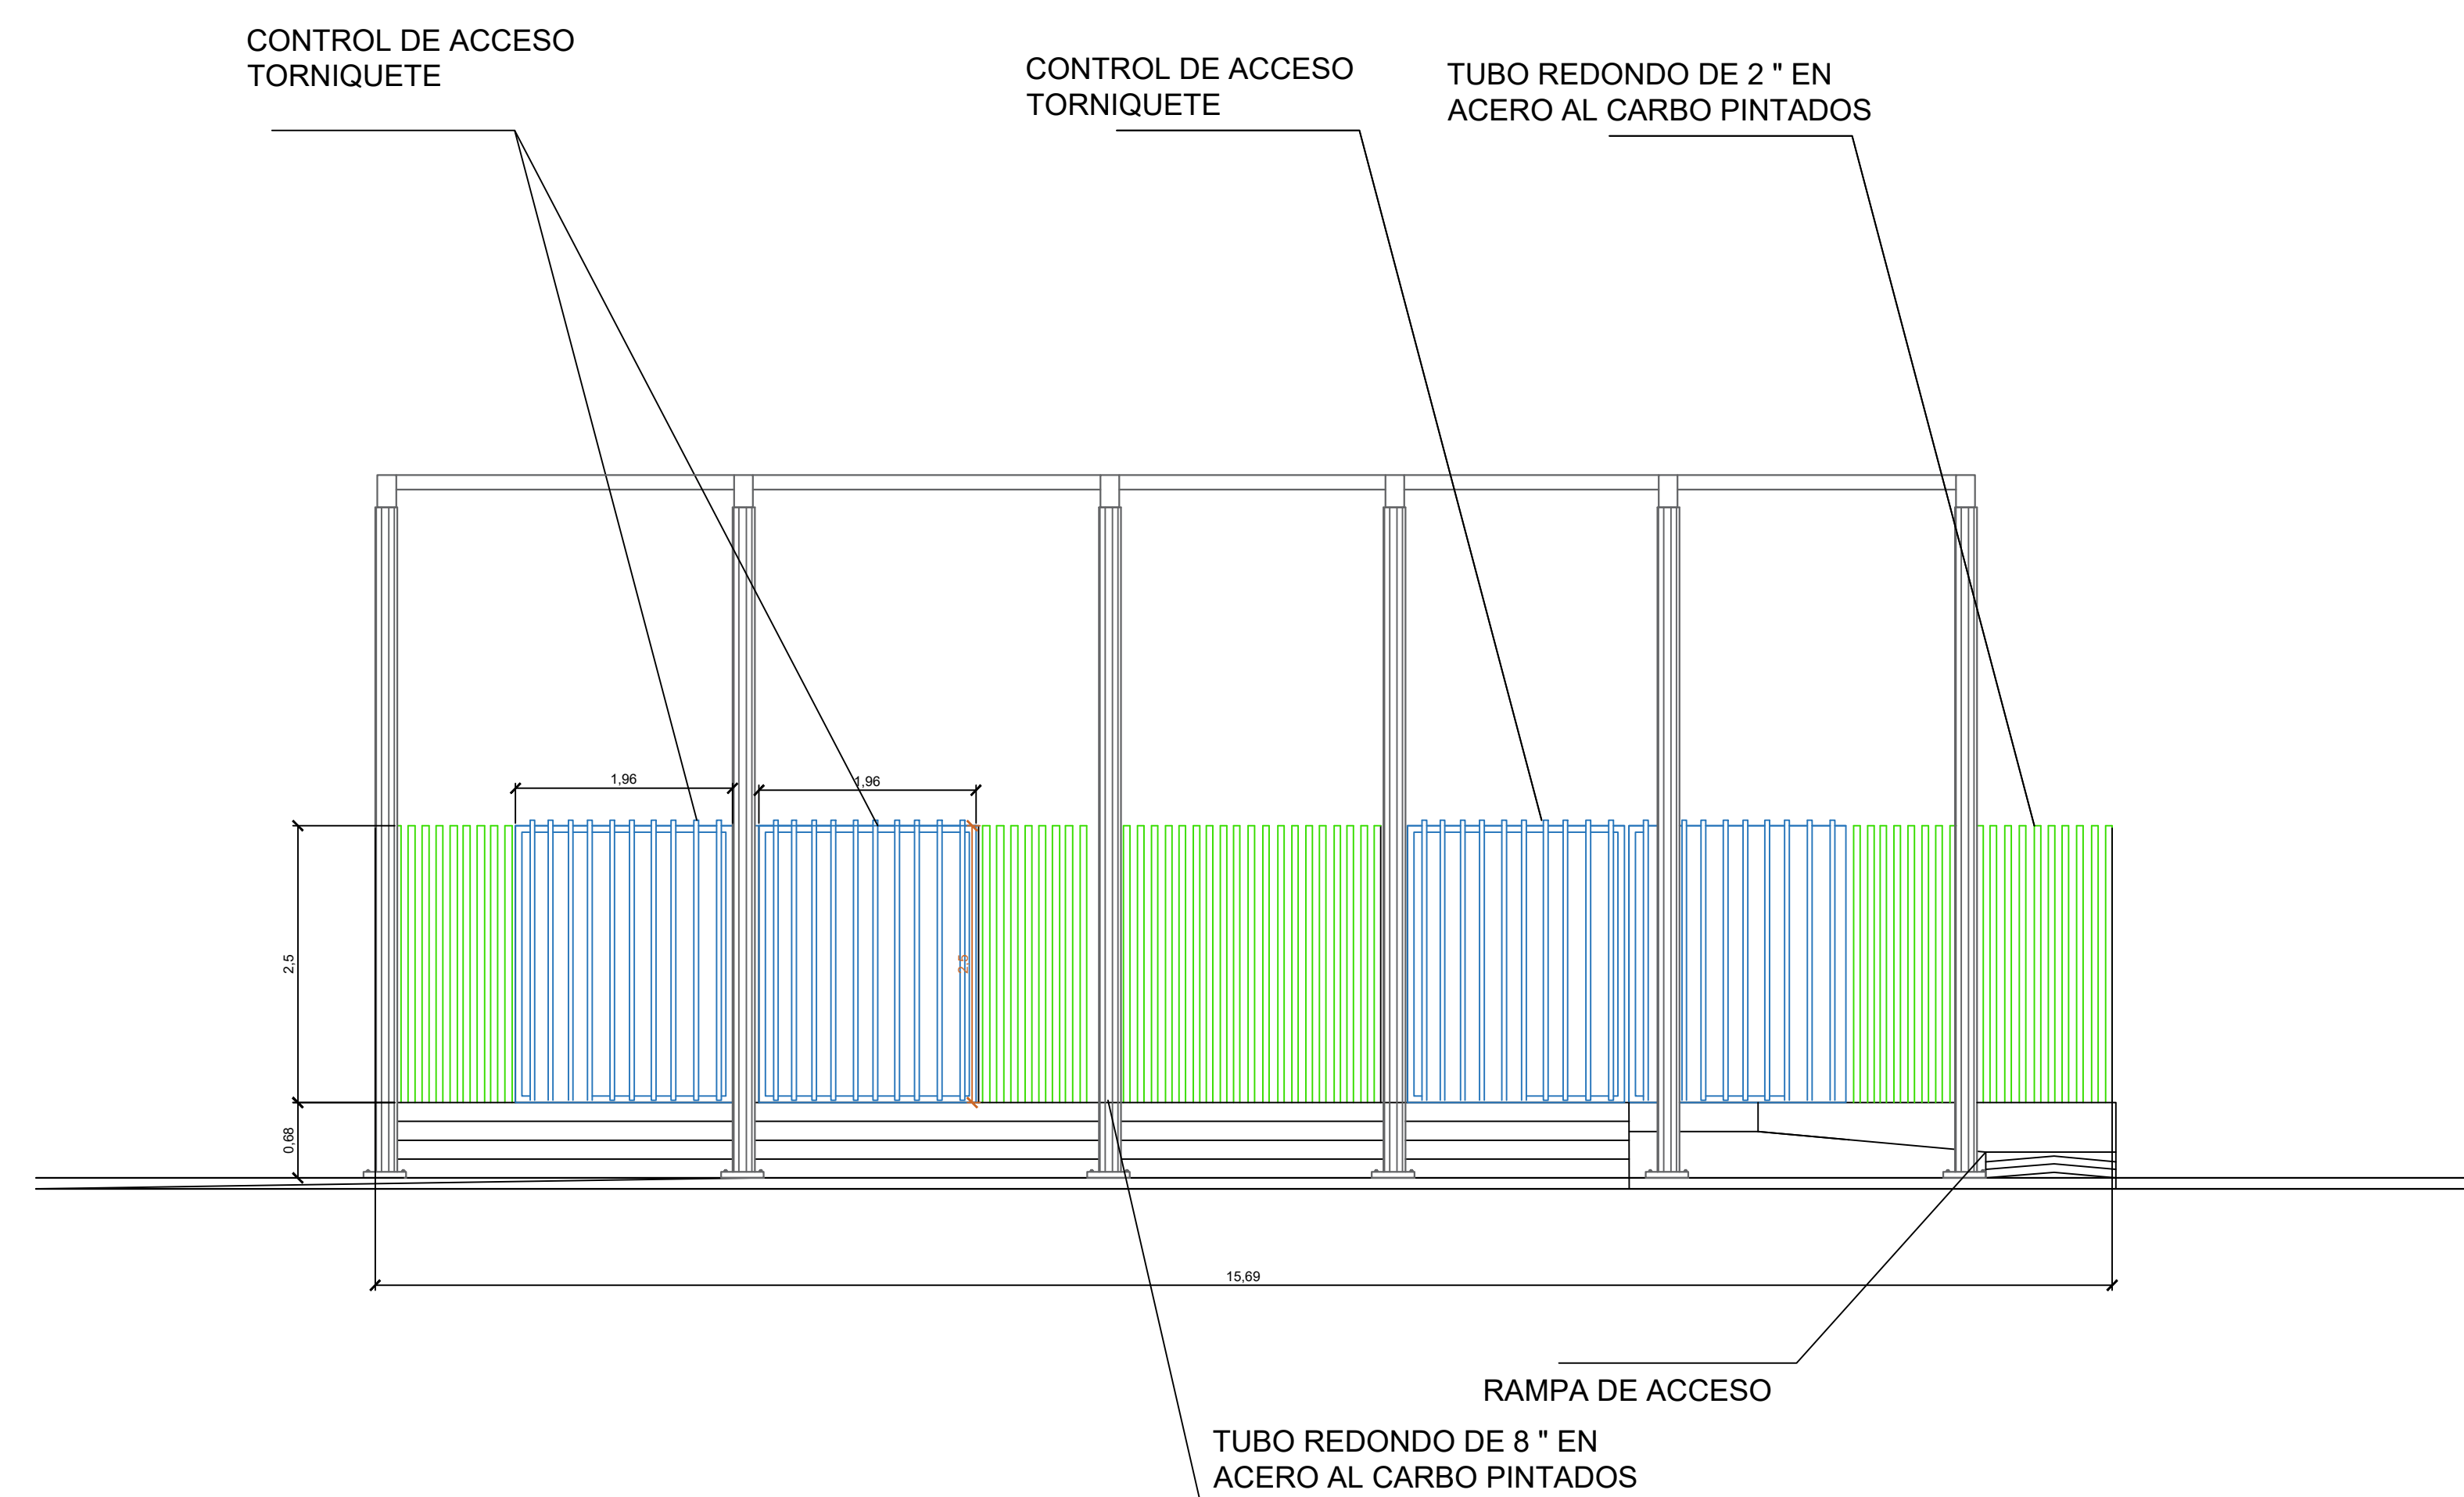 CONTROL DE ACCESO
TORNIQUETE
CONTROL DE ACCESO
TORNIQUETE
TUBO REDONDO DE 2 " EN
ACERO AL CARBO PINTADOS
1,96
1,96
2,5
2,5
0,68
15,69
RAMPA DE ACCESO
TUBO REDONDO DE 8 " EN
ACERO AL CARBO PINTADOS